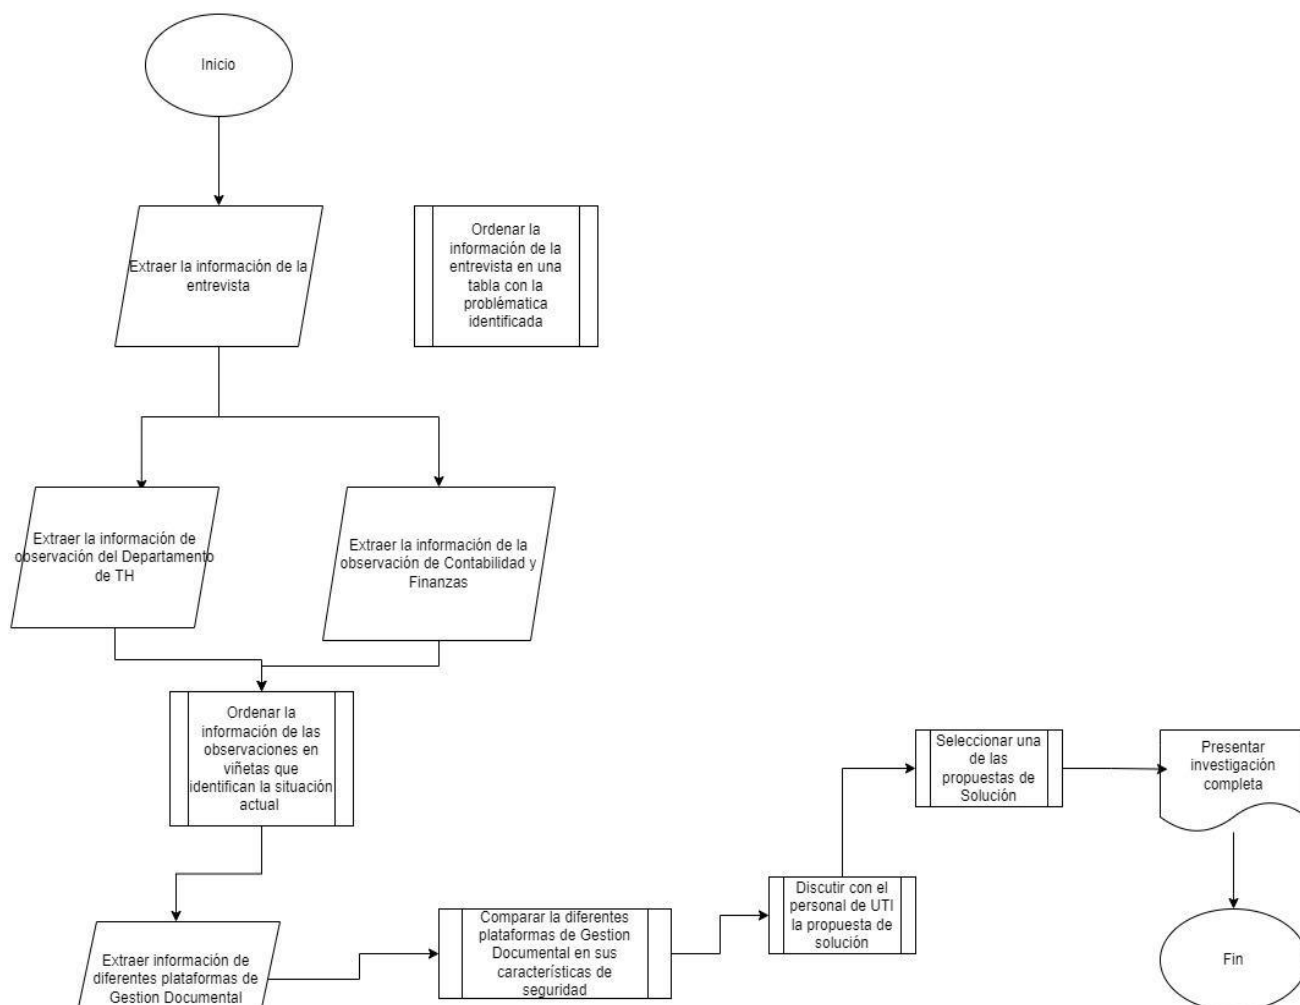 Inicio
Extraer la información de la
entrevista
Ordenar la
información de la
entrevista en una
tabla con la
problématica
identificada
Extraer la información de
observación del Departamento
de TH
Extraer la información de la
observación de Contabilidad y
Finanzas
Ordenar la
información de las
observaciones en
viñetas que
identifican la situación
actual
Extraer información de
diferentes plataformas de
Gestion Documental
Comparar la diferentes
plataformas de Gestion
Documental en sus
características de
seguridad
Discutir con el
personal de UTI
la propuesta de
solución
Seleccionar una
de las
propuestas de
Solución
Presentar
investigación
completa
Fin